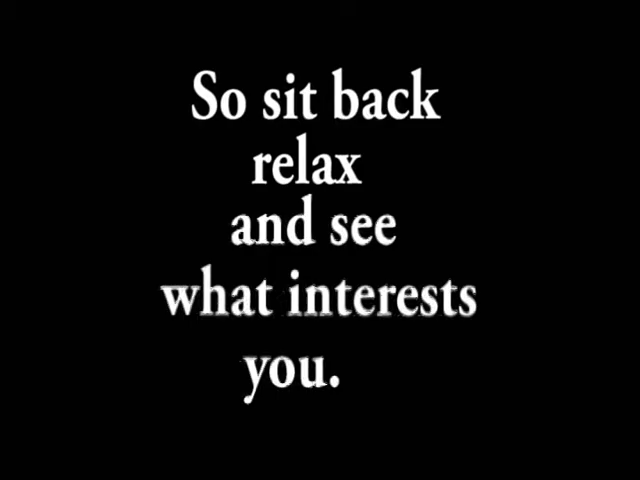 So sit back
relax
and see
what interests
you.